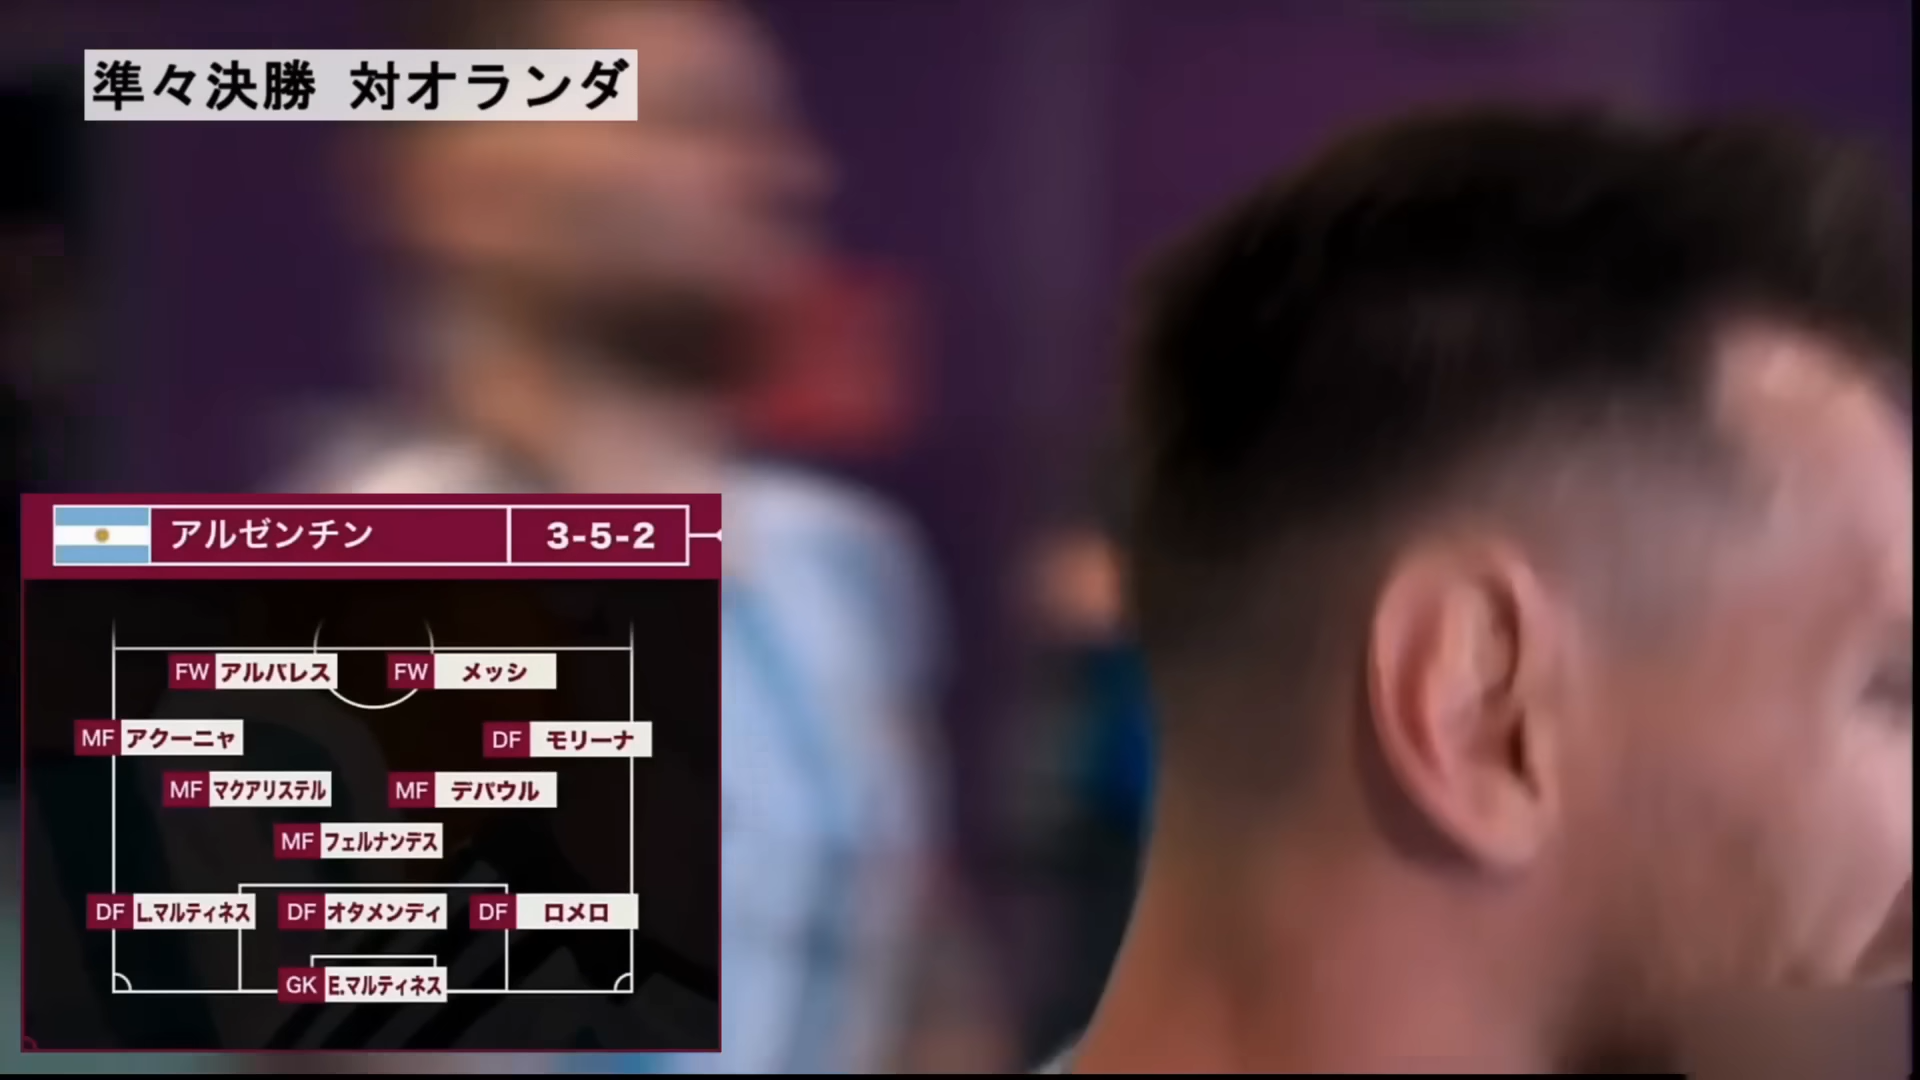 準々決勝 対オランダ
アルゼンチン 3-5-2
FW アルバレス FW メッシ
MF アクーニャ DF モリーナ
MF マクアリステル MF デパウル
MF フェルナンデス
DF L.マルティネス DF オタメンディ DF ロメロ
GK E.マルティネス